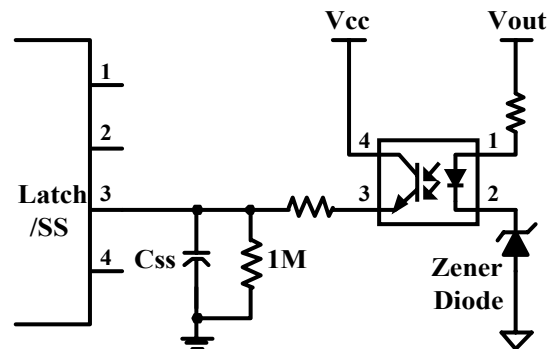 Vcc Vout
1
2
3
4
Latch
/SS
4 1
3 2
Css 1M
Zener
Diode